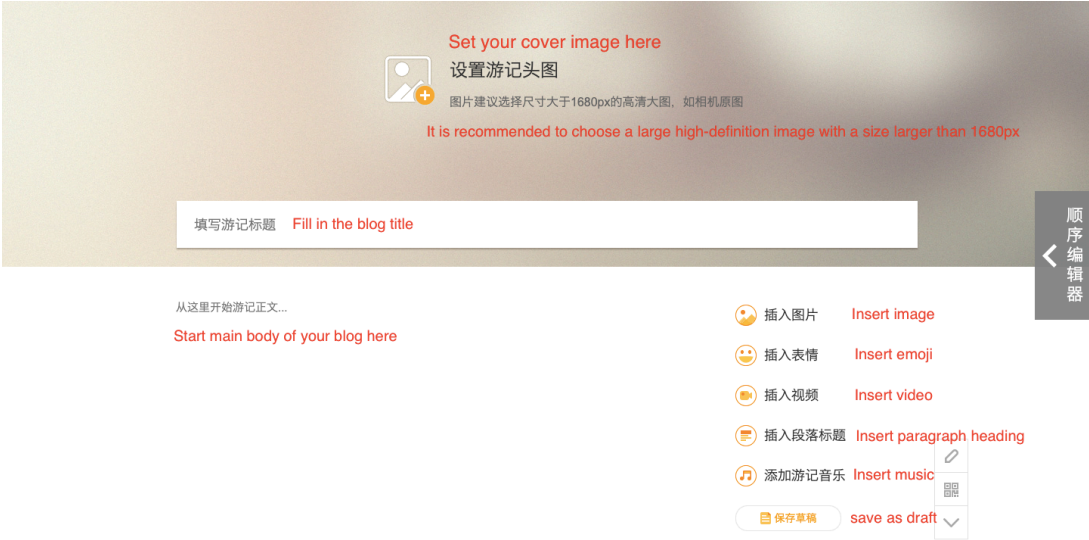 Set your cover image here
设置游记头图
图片建议选择尺寸大于1680px的高清大图，如相机原图
It is recommended to choose a large high-definition image with a size larger than 1680px
填写游记标题 Fill in the blog title
顺序编辑器
从这里开始游记正文...
Start main body of your blog here
插入图片 Insert image
插入表情 Insert emoji
插入视频 Insert video
插入段落标题 Insert paragraph heading
添加游记音乐 Insert music
保存草稿 save as draft